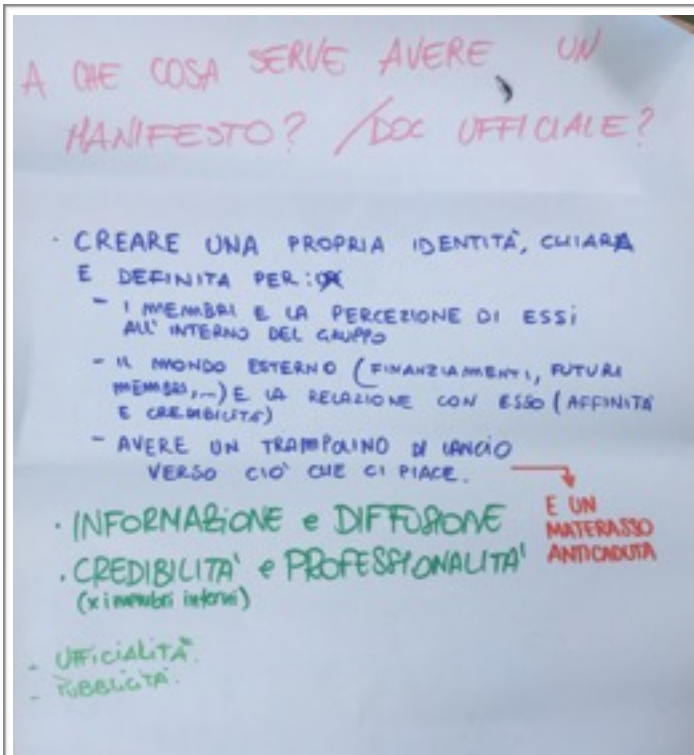 A CHE COSA SERVE AVERE UN
MANIFESTO? /DOC UFFICIALE?
· CREARE UNA PROPRIA IDENTITÀ, CHIARA
E DEFINITA PER:
- I MEMBRI E LA PERCEZIONE DI ESSI
ALL'INTERNO DEL GRUPPO
- IL MONDO ESTERNO (FINANZIAMENTI, FUTURI
MEMBRI,...) E LA RELAZIONE CON ESSO (AFFINITÀ
E CREDIBILITÀ)
- AVERE UN TRAMPOLINO DI LANCIO
VERSO CIO' CHE CI PIACE.
E UN
MATERASSO
ANTICADUTA
· INFORMAZIONE e DIFFUSIONE
· CREDIBILITA' e PROFESSIONALITA'
(x i membri interni)
- UFFICIALITÀ.
- PUBBLICITÀ.